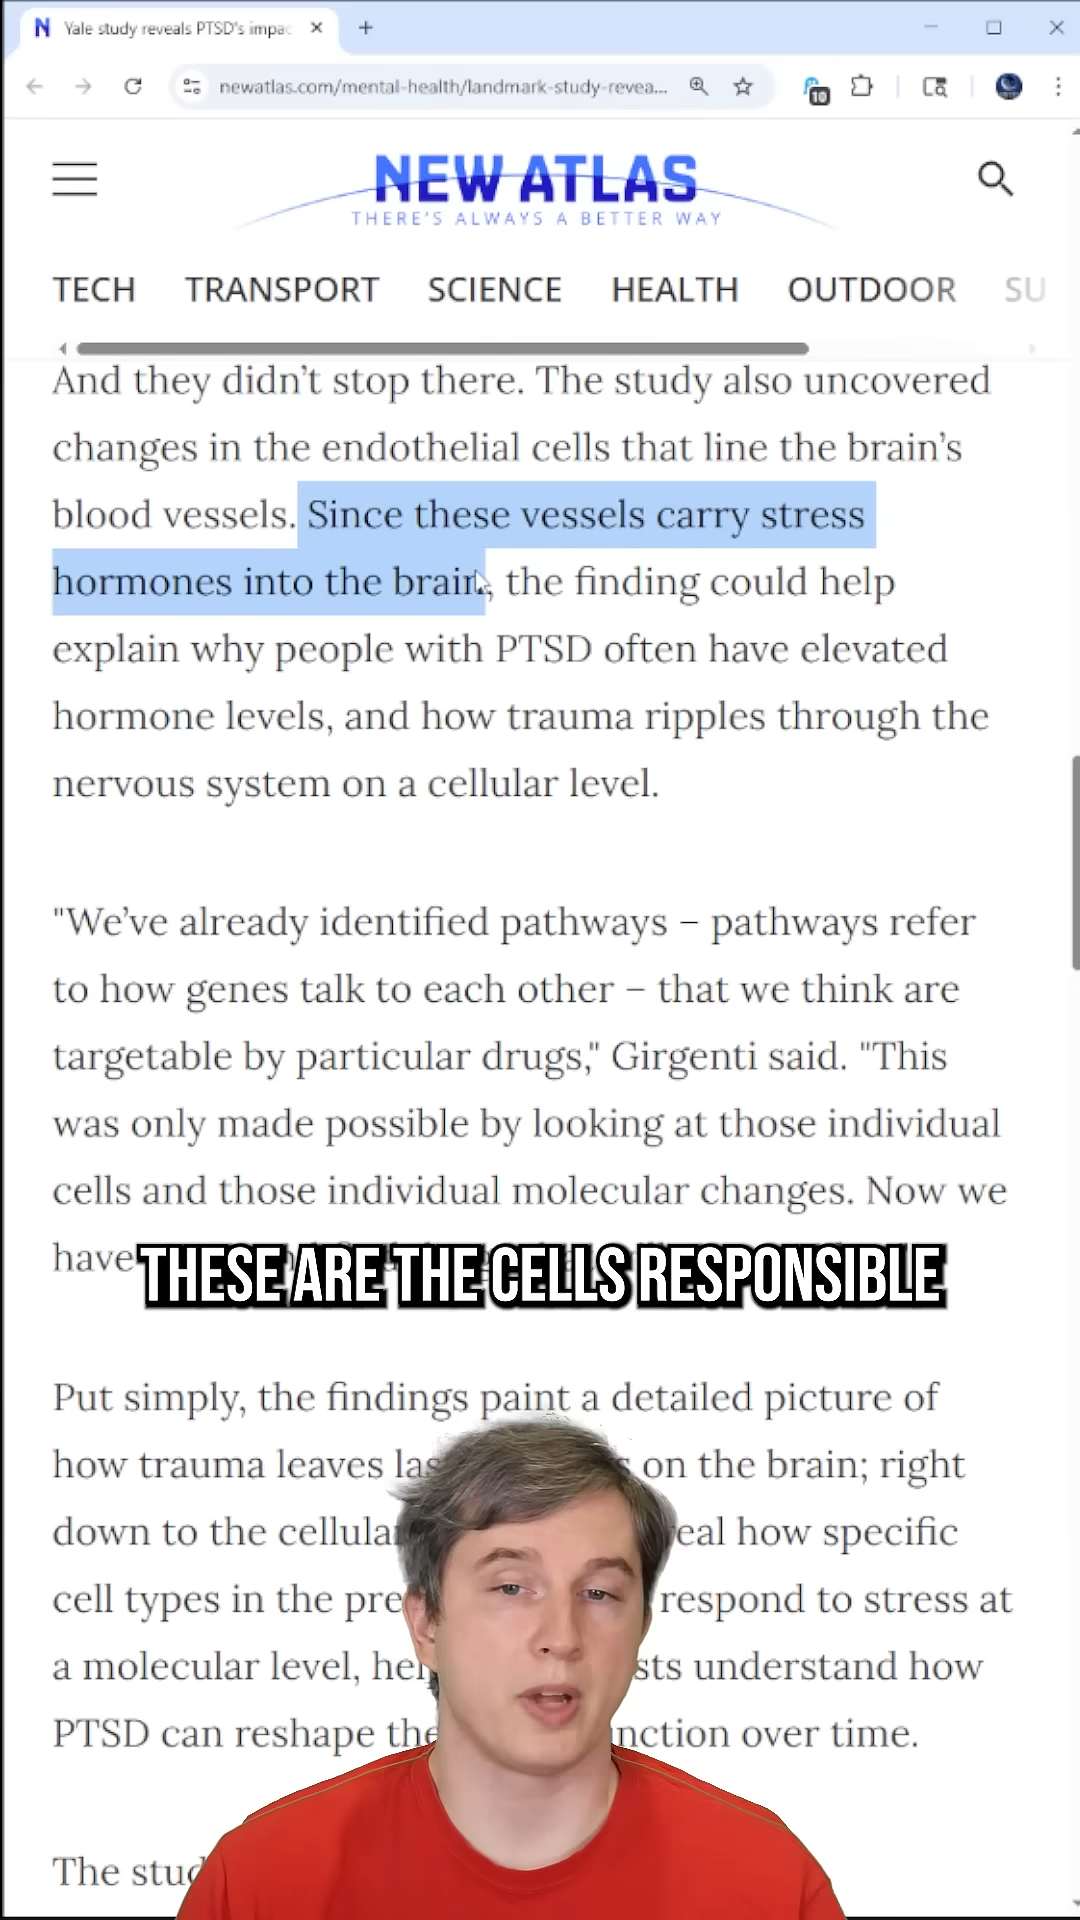 Yale study reveals PTSD's impac
newatlas.com/mental-health/landmark-study-revea...
10
NEW ATLAS
THERE'S ALWAYS A BETTER WAY
TECH TRANSPORT SCIENCE HEALTH OUTDOOR SU
And they didn't stop there. The study also uncovered
changes in the endothelial cells that line the brain's
blood vessels. Since these vessels carry stress
hormones into the brain, the finding could help
explain why people with PTSD often have elevated
hormone levels, and how trauma ripples through the
nervous system on a cellular level.
"We've already identified pathways – pathways refer
to how genes talk to each other – that we think are
targetable by particular drugs," Girgenti said. "This
was only made possible by looking at those individual
cells and those individual molecular changes. Now we
have
THESE ARE THE CELLS RESPONSIBLE
Put simply, the findings paint a detailed picture of
how trauma leaves las on the brain; right
down to the cellula eal how specific
cell types in the pre respond to stress at
a molecular level, hel sts understand how
PTSD can reshape the nction over time.
The stud